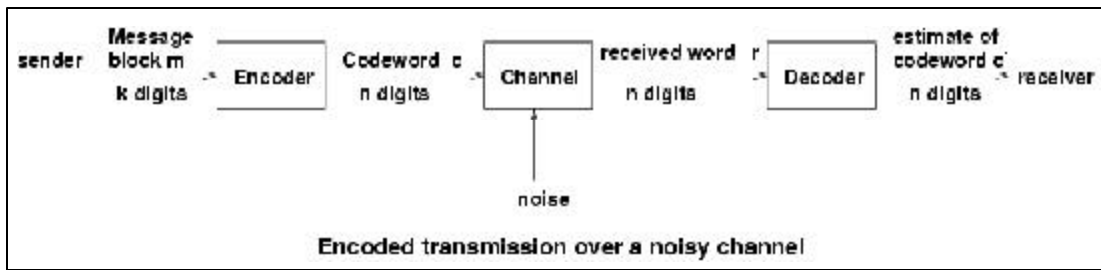 sender
Message
block m
k digits
Encoder
Codeword c
n digits
Channel
received word r
n digits
Decoder
estimate of
codeword c'
n digits
receiver
noise
Encoded transmission over a noisy channel